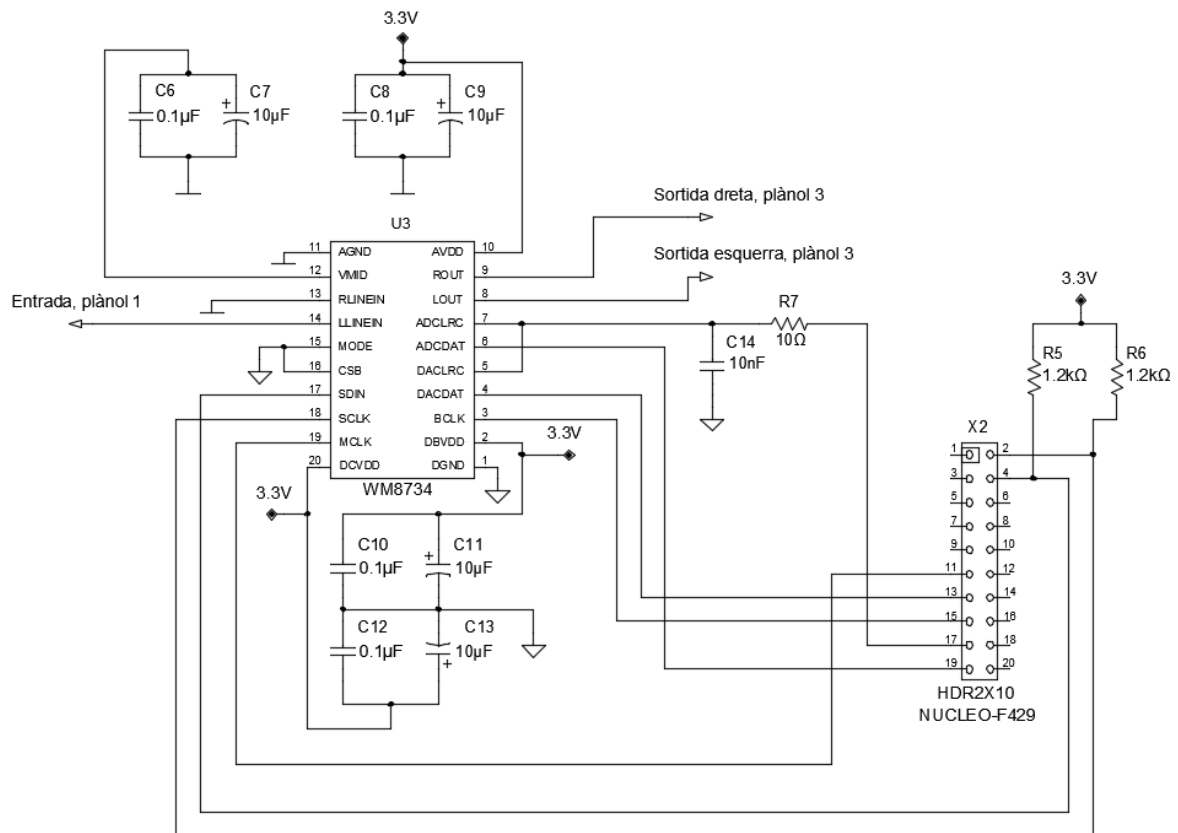 3.3V
C6
0.1µF
C7
10µF
C8
0.1µF
C9
10µF
Sortida dreta, plànol 3
U3
Sortida esquerra, plànol 3
Entrada, plànol 1
11 AGND
12 VMID
13 RLINEIN
14 LLINEIN
15 MODE
16 CSB
17 SDIN
18 SCLK
19 MCLK
20 DCVDD
AVDD 10
ROUT 9
LOUT 8
ADCLRC 7
ADCDAT 6
DACLRC 5
DACDAT 4
BCLK 3
DBVDD 2
DGND 1
WM8734
R7
10Ω
C14
10nF
3.3V
R5
1.2kΩ
R6
1.2kΩ
3.3V
3.3V
C10
0.1µF
C11
10µF
C12
0.1µF
C13
10µF
X2
1 2
3 4
5 6
7 8
9 10
11 12
13 14
15 16
17 18
19 20
HDR2X10
NUCLEO-F429